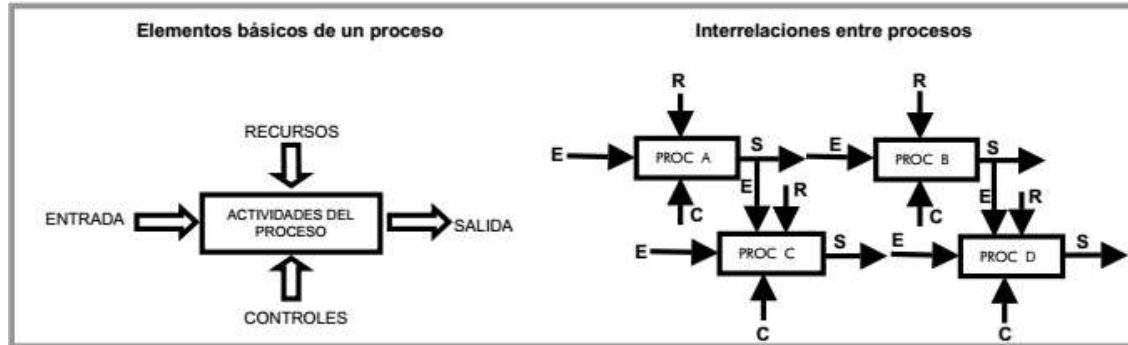 Elementos básicos de un proceso
RECURSOS
ENTRADA
ACTIVIDADES DEL
PROCESO
SALIDA
CONTROLES
Interrelaciones entre procesos
R
R
E
PROC A
S
E
PROC B
S
E
R
E
R
C
C
E
PROC C
S
E
PROC D
S
C
C